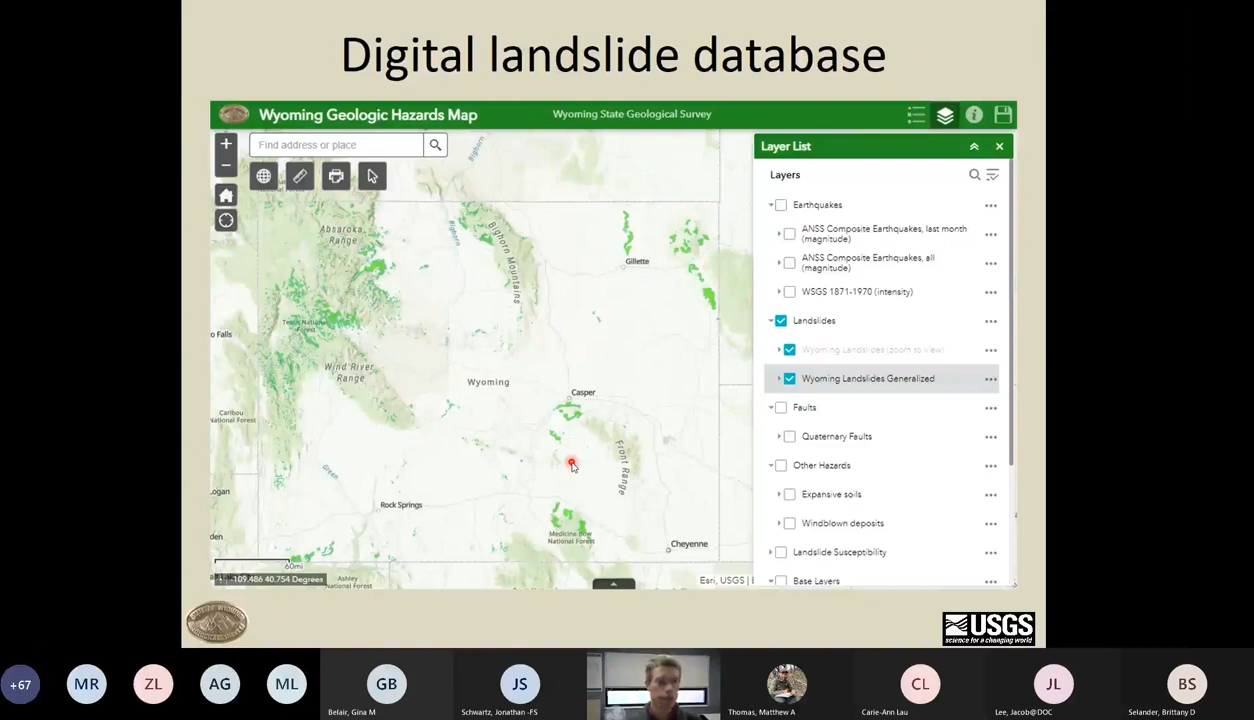 Digital landslide database
Wyoming Geologic Hazards Map
Wyoming State Geological Survey
+
−
Find address or place
Layer List
Layers
Earthquakes
ANSS Composite Earthquakes, last month
(magnitude)
ANSS Composite Earthquakes, all
(magnitude)
WSGS 1871-1970 (intensity)
Landslides
Wyoming Landslides (zoom to view)
Wyoming Landslides Generalized
Faults
Quaternary Faults
Other Hazards
Expansive soils
Windblown deposits
Landslide Susceptibility
Base Layers
Bighorn
Absaroka
Range
Bighorn
Bighorn Mountains
Gillette
o Falls
Wind River
Range
Wyoming
Casper
Caribou
National Forest
Front Range
Green
ogan
Rock Springs
Medicine Bow
National Forest
den
Cheyenne
60mi
-109.486 40.754 Degrees
Ashley
National Forest
Esri, USGS |
USGS
science for a changing world
+67
MR
ZL
AG
ML
GB
Belair, Gina M
JS
Schwartz, Jonathan -FS
Thomas, Matthew A
CL
Carie-Ann Lau
JL
Lee, Jacob@DOC
BS
Selander, Brittany D